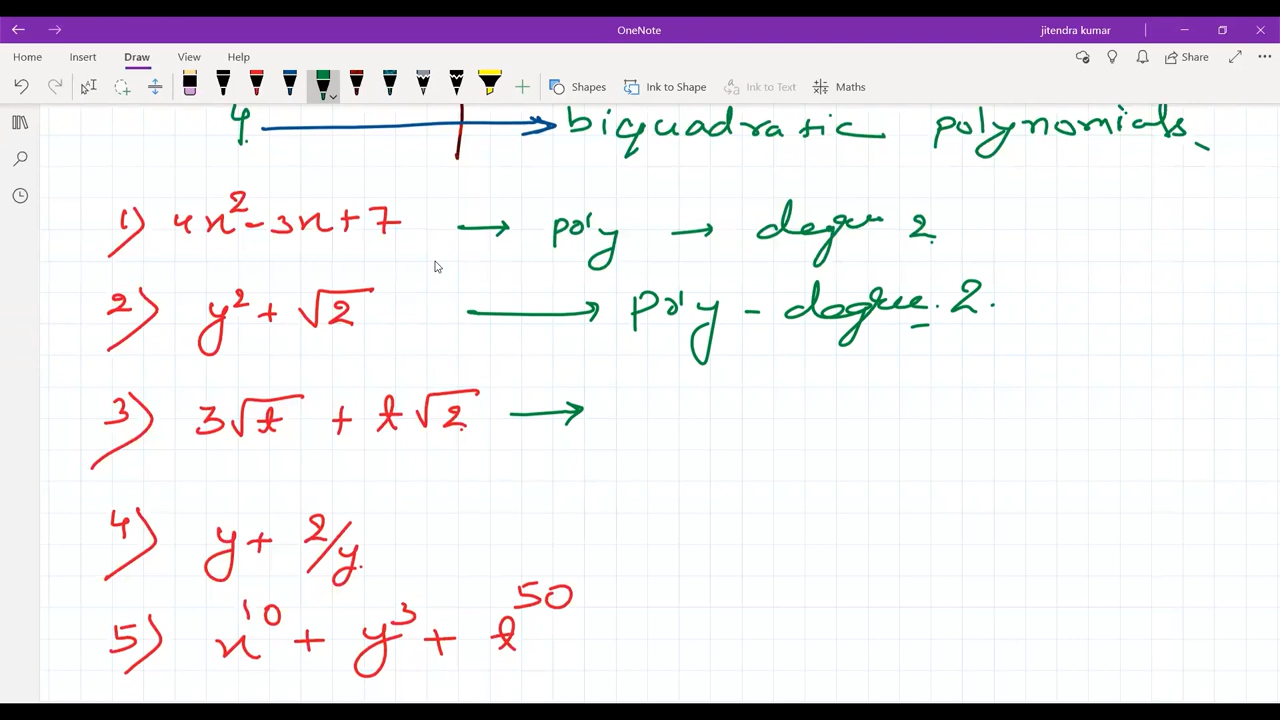 OneNote
jitendra kumar
Home Insert Draw View Help
Share
Shapes Ink to Shape Ink to Text Maths
4 → biquadratic polynomials
1) 4x² - 3x + 7 → poly → degree 2.
2) y² + √2 → poly - degree. 2.
3) 3√t + t√2 →
4) y + 2/y
5) x¹⁰ + y³ + t⁵⁰